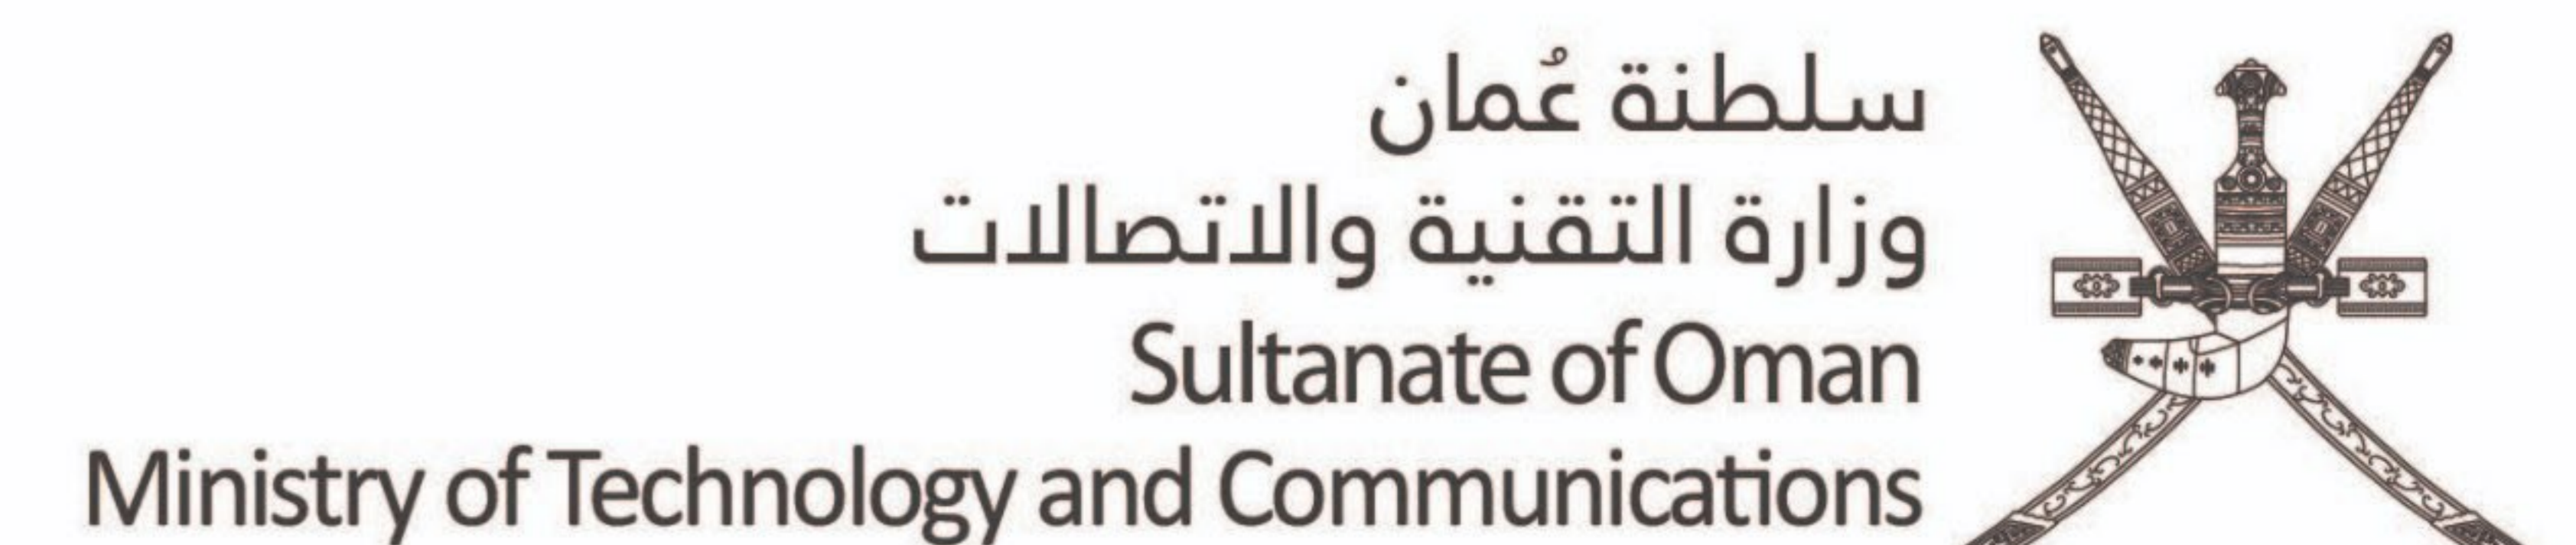 سلطنة عُمان
وزارة التقنية والاتصالات
Sultanate of Oman
Ministry of Technology and Communications